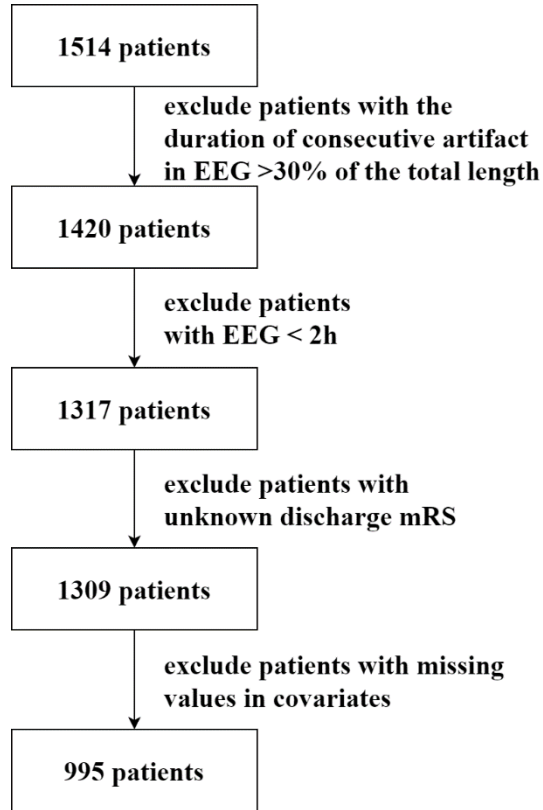 1514 patients
exclude patients with the
duration of consecutive artifact
in EEG >30% of the total length
1420 patients
exclude patients
with EEG < 2h
1317 patients
exclude patients with
unknown discharge mRS
1309 patients
exclude patients with missing
values in covariates
995 patients